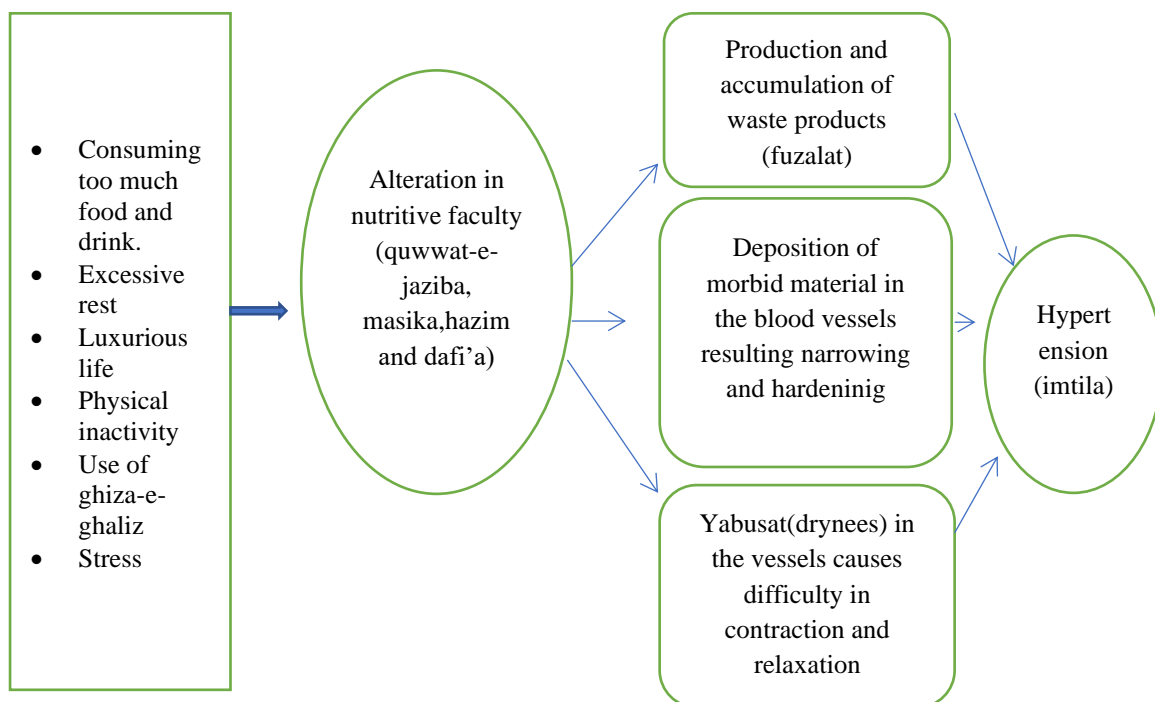 • Consuming
too much
food and
drink.
• Excessive
rest
• Luxurious
life
• Physical
inactivity
• Use of
ghiza-e-
ghaliz
• Stress
Alteration in
nutritive faculty
(quwwat-e-
jaziba,
masika,hazim
and dafi’a)
Production and
accumulation of
waste products
(fuzalat)
Deposition of
morbid material in
the blood vessels
resulting narrowing
and hardeninig
Yabusat(drynees) in
the vessels causes
difficulty in
contraction and
relaxation
Hypert
ension
(imtila)